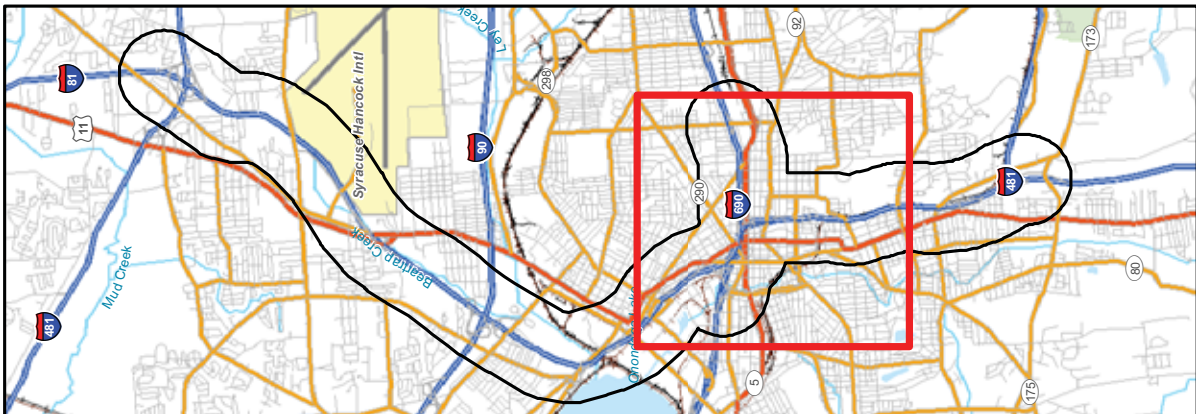 481
81
11
Mud Creek
Syracuse Hancock Intl
Beartrap Creek
90
Ley Creek
298
Onondaga Lake
290
690
5
92
481
175
173
80